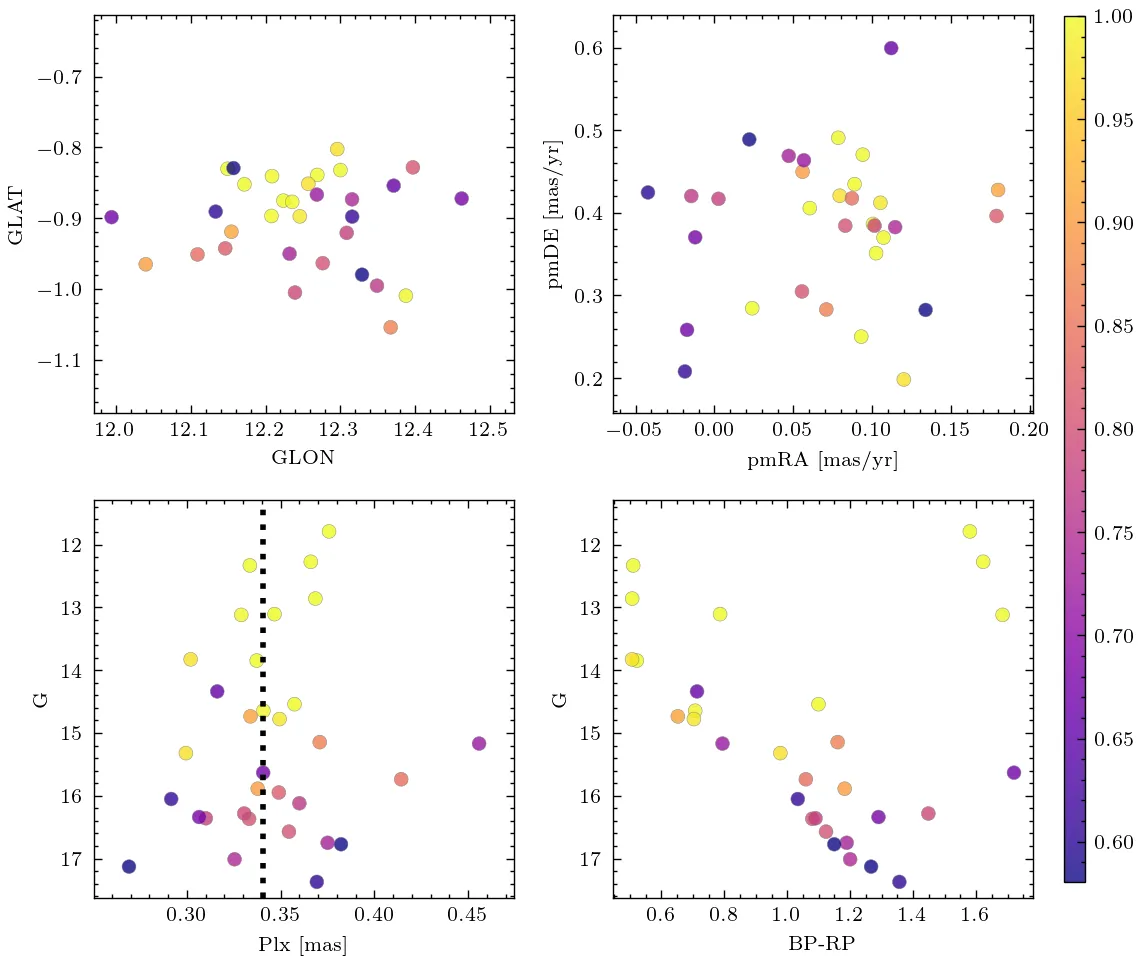 −0.7
−0.8
−0.9
−1.0
−1.1
GLAT
12.0 12.1 12.2 12.3 12.4 12.5
GLON
0.6
0.5
0.4
0.3
0.2
pmDE [mas/yr]
−0.05 0.00 0.05 0.10 0.15 0.20
pmRA [mas/yr]
1.00
0.95
0.90
0.85
0.80
0.75
0.70
0.65
0.60
12
13
14
15
16
17
G
0.30 0.35 0.40 0.45
Plx [mas]
12
13
14
15
16
17
G
0.6 0.8 1.0 1.2 1.4 1.6
BP-RP